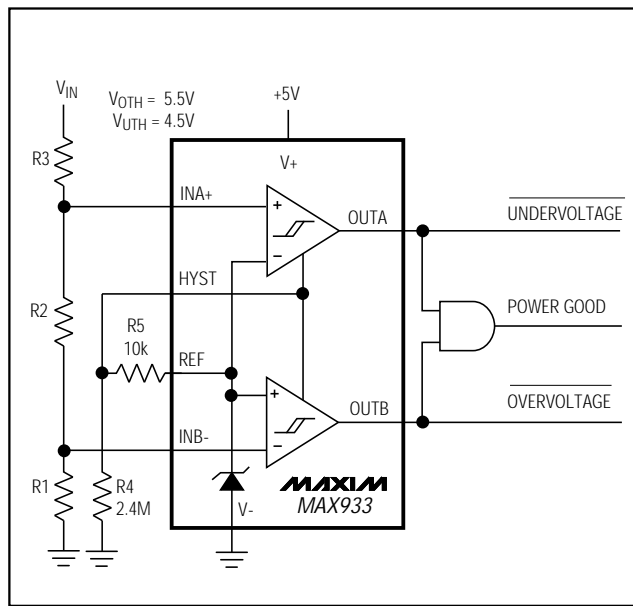 VIN
VOTH = 5.5V
VUTH = 4.5V
+5V
V+
R3
INA+
+
−
OUTA
UNDERVOLTAGE
HYST
R2
R5
10k
REF
POWER GOOD
+
−
OUTB
OVERVOLTAGE
INB-
R1
R4
2.4M
V-
MAXIM
MAX933